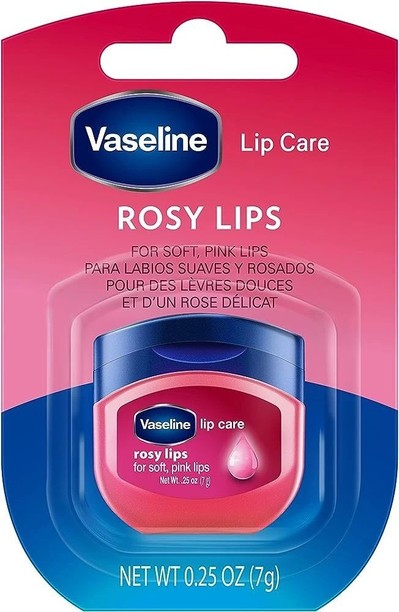 Vaseline Lip Care
ROSY LIPS
FOR SOFT, PINK LIPS
PARA LABIOS SUAVES Y ROSADOS
POUR DES LÈVRES DOUCES
ET D'UN ROSE DÉLICAT
Vaseline lip care
rosy lips
for soft, pink lips
Net Wt. .25 oz (7g)
NET WT 0.25 OZ (7g)